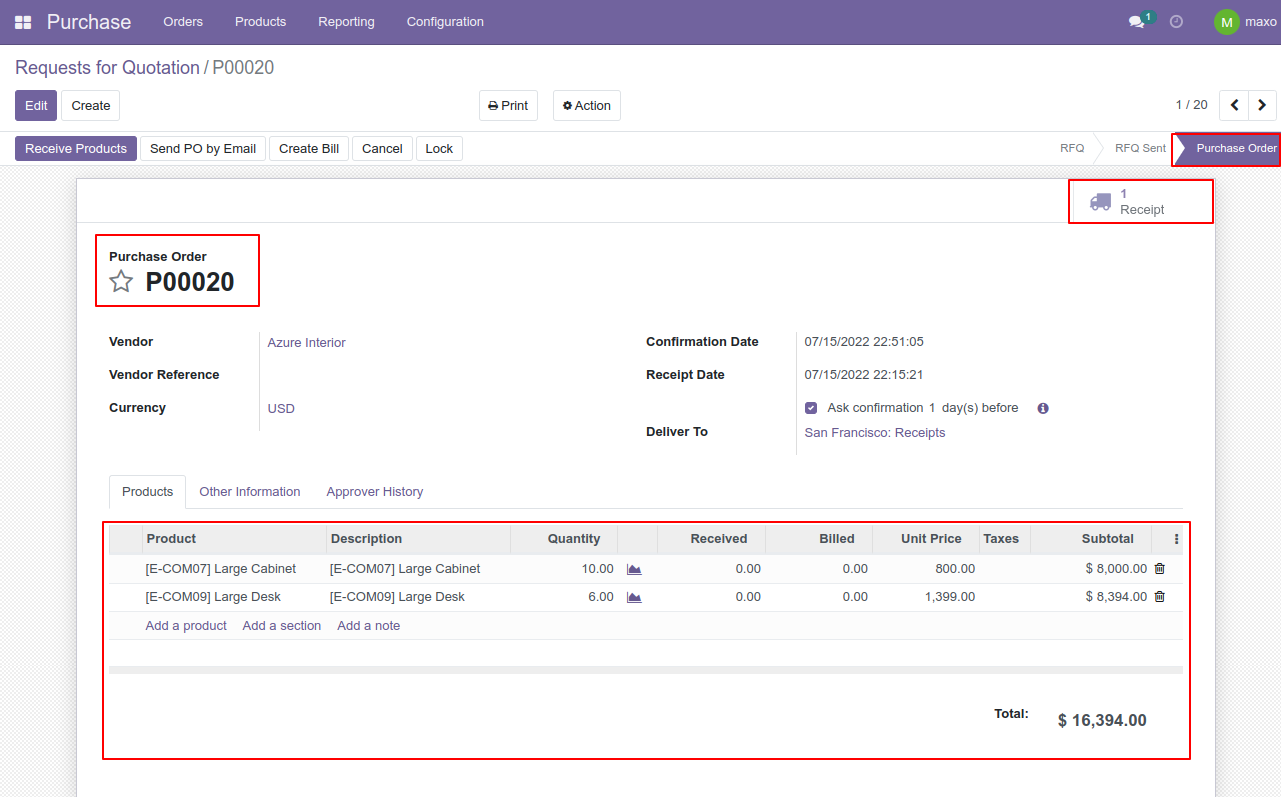 Purchase Orders Products Reporting Configuration 1 M maxo
Requests for Quotation / P00020
Edit Create Print Action 1 / 20
Receive Products Send PO by Email Create Bill Cancel Lock RFQ RFQ Sent Purchase Order
1
Receipt
Purchase Order
P00020
Vendor Azure Interior Confirmation Date 07/15/2022 22:51:05
Vendor Reference Receipt Date 07/15/2022 22:15:21
Currency USD Ask confirmation 1 day(s) before
Deliver To San Francisco: Receipts
Products Other Information Approver History
Product Description Quantity Received Billed Unit Price Taxes Subtotal
[E-COM07] Large Cabinet [E-COM07] Large Cabinet 10.00 0.00 0.00 800.00 $ 8,000.00
[E-COM09] Large Desk [E-COM09] Large Desk 6.00 0.00 0.00 1,399.00 $ 8,394.00
Add a product Add a section Add a note
Total: $ 16,394.00